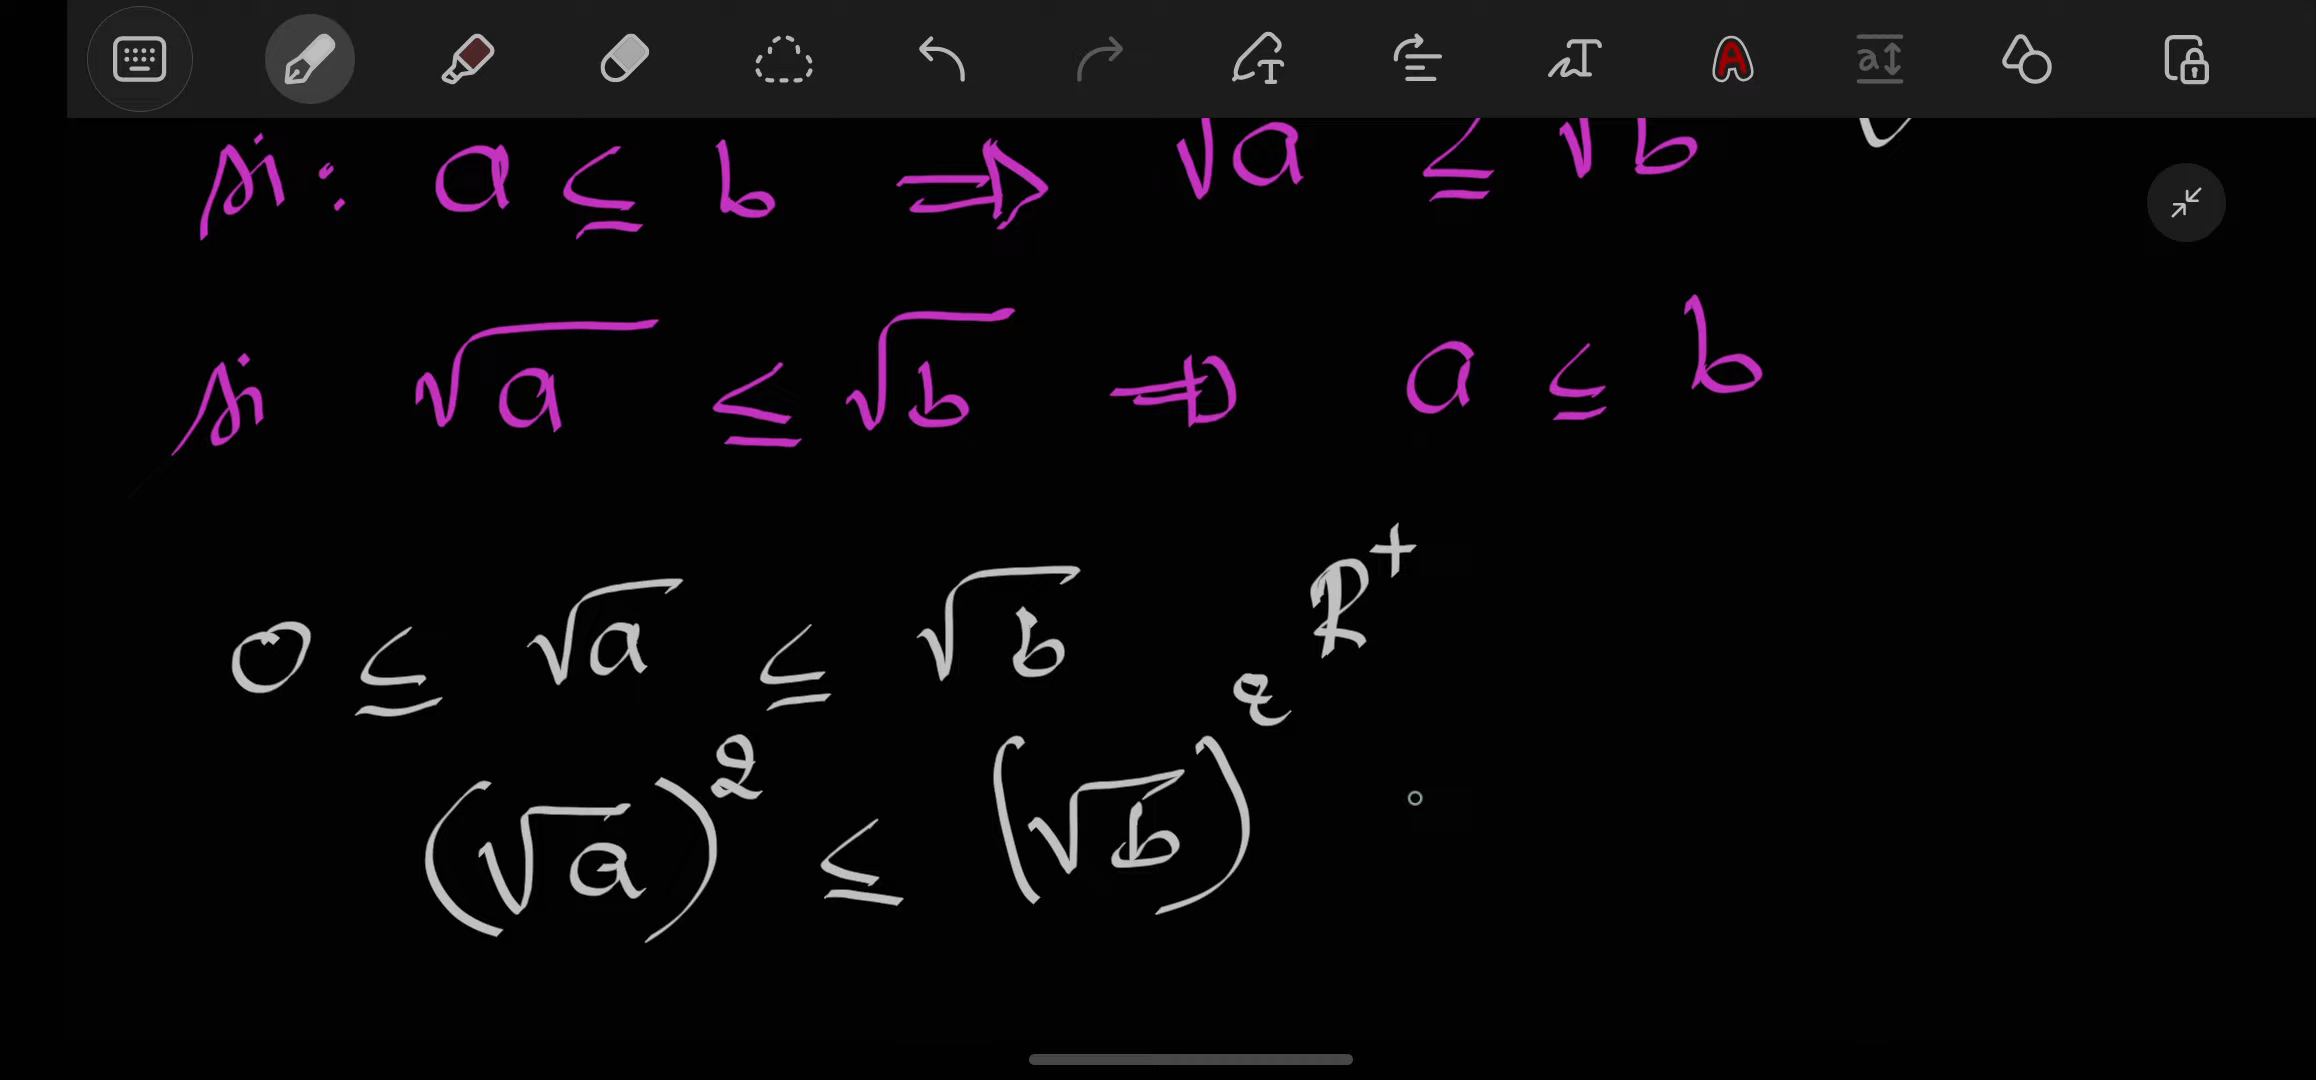 si : a ≤ b ⇒ √a ≤ √b
si √a ≤ √b ⇒ a ≤ b
0 ≤ √a ≤ √b R⁺
(√a)² ≤ (√b)²